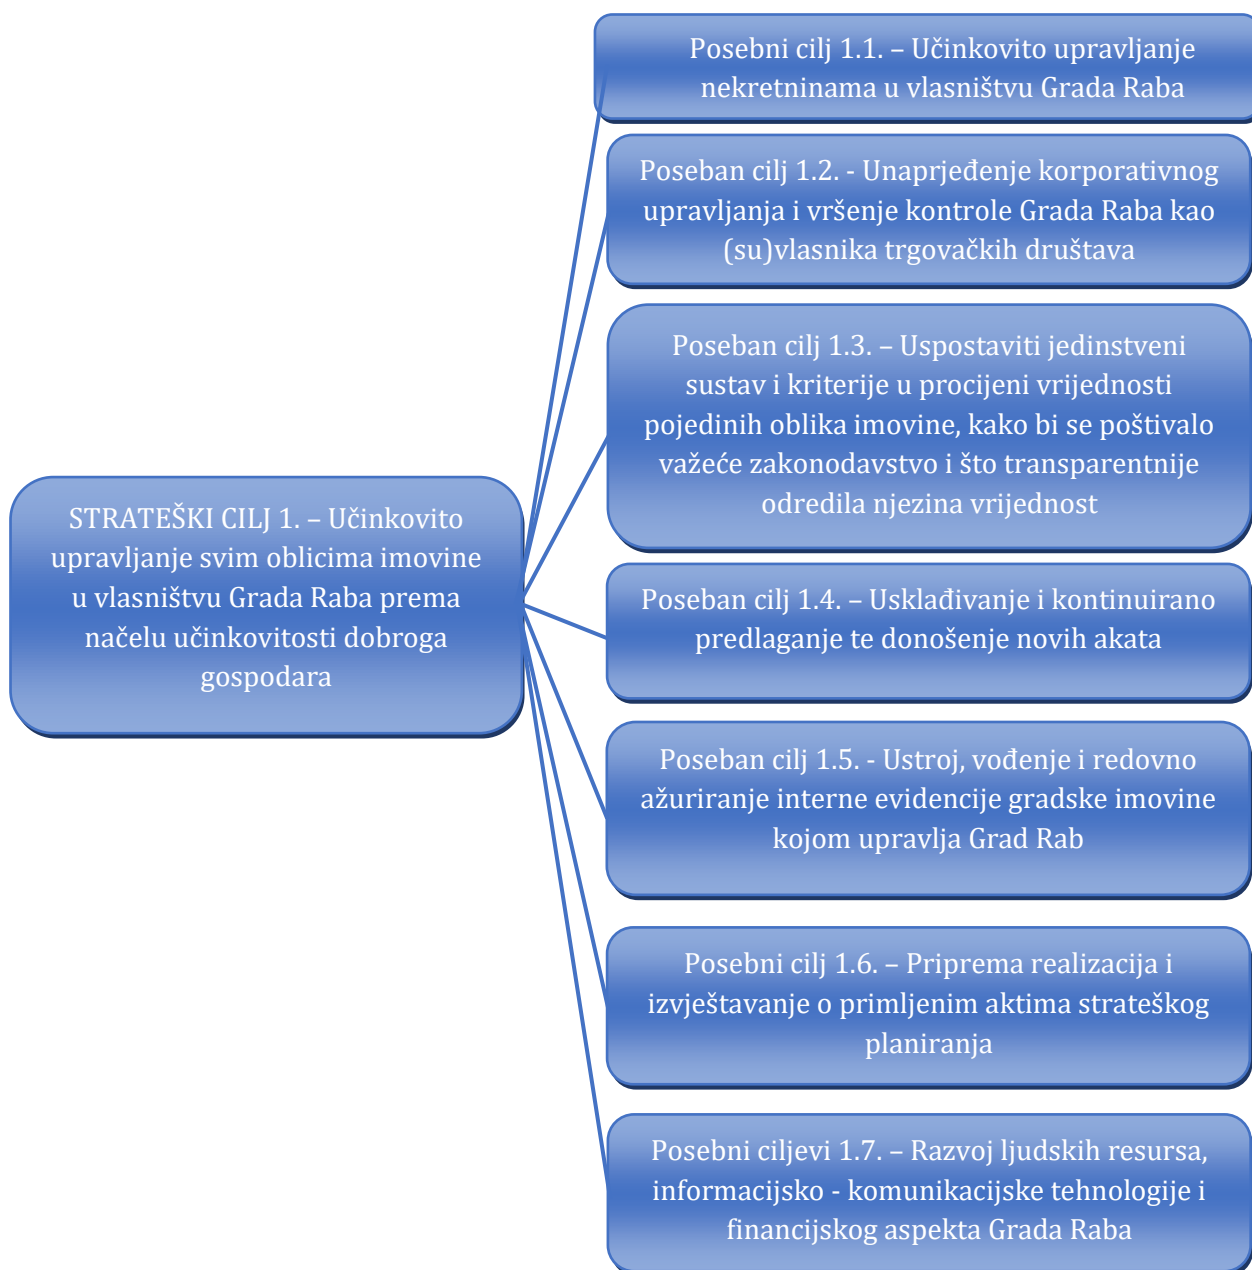 Posebni cilj 1.1. – Učinkovito upravljanje
nekretninama u vlasništvu Grada Raba
Poseban cilj 1.2. - Unaprjeđenje korporativnog
upravljanja i vršenje kontrole Grada Raba kao
(su)vlasnika trgovačkih društava
Poseban cilj 1.3. – Uspostaviti jedinstveni
sustav i kriterije u procijeni vrijednosti
pojedinih oblika imovine, kako bi se poštivalo
važeće zakonodavstvo i što transparentnije
odredila njezina vrijednost
STRATEŠKI CILJ 1. – Učinkovito
upravljanje svim oblicima imovine
u vlasništvu Grada Raba prema
načelu učinkovitosti dobroga
gospodara
Poseban cilj 1.4. – Usklađivanje i kontinuirano
predlaganje te donošenje novih akata
Poseban cilj 1.5. - Ustroj, vođenje i redovno
ažuriranje interne evidencije gradske imovine
kojom upravlja Grad Rab
Posebni cilj 1.6. – Priprema realizacija i
izvještavanje o primljenim aktima strateškog
planiranja
Posebni ciljevi 1.7. – Razvoj ljudskih resursa,
informacijsko - komunikacijske tehnologije i
financijskog aspekta Grada Raba